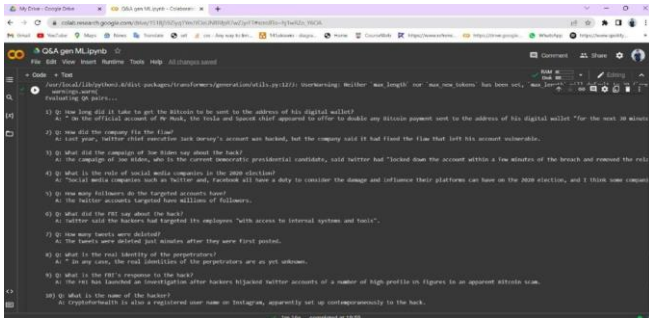 My Drive - Google Drive
Q&A gen ML.ipynb - Colaborat
Gmail
YouTube
Maps
News
Translate
Home
CourseWeb
WhatsApp
Q&A gen ML.ipynb
File Edit View Insert Runtime Tools Help All changes saved
Comment
Share
+ Code + Text
RAM
Disk
Editing
/usr/local/lib/python3.8/dist-packages/transformers/generation/utils.py:1273: UserWarning: Neither `max_length` nor `max_new_tokens` has been set, `max_length` will
warnings.warn(
Evaluating QA pairs...
1) Q: How long did it take to get the Bitcoin to be sent to the address of his digital wallet?
A: " On the official account of Mr Musk, the Tesla and SpaceX chief appeared to offer to double any Bitcoin payment sent to the address of his digital wallet "for the next 30 minutes
2) Q: How did the company fix the flaw?
A: Last year, Twitter chief executive Jack Dorsey's account was hacked, but the company said it had fixed the flaw that left his account vulnerable.
3) Q: What did the campaign of Joe Biden say about the hack?
A: The campaign of Joe Biden, who is the current Democratic presidential candidate, said Twitter had "locked down the account within a few minutes of the breach and removed the rela
4) Q: What is the role of social media companies in the 2020 election?
A: "Social media companies such as Twitter and, Facebook all have a duty to consider the damage and influence their platforms can have on the 2020 election, and I think some compani
5) Q: How many followers do the targeted accounts have?
A: The Twitter accounts targeted have millions of followers.
6) Q: What did the FBI say about the hack?
A: Twitter said the hackers had targeted its employees "with access to internal systems and tools".
7) Q: How many tweets were deleted?
A: The tweets were deleted just minutes after they were first posted.
8) Q: What is the real identity of the perpetrators?
A: " in any case, the real identities of the perpetrators are as yet unknown.
9) Q: What is the FBI's response to the hack?
A: The FBI has launched an investigation after hackers hijacked Twitter accounts of a number of high-profile US figures in an apparent Bitcoin scam.
10) Q: What is the name of the hacker?
A: Cryptoforhealth is also a registered user name on Instagram, apparently set up contemporaneously to the hack.